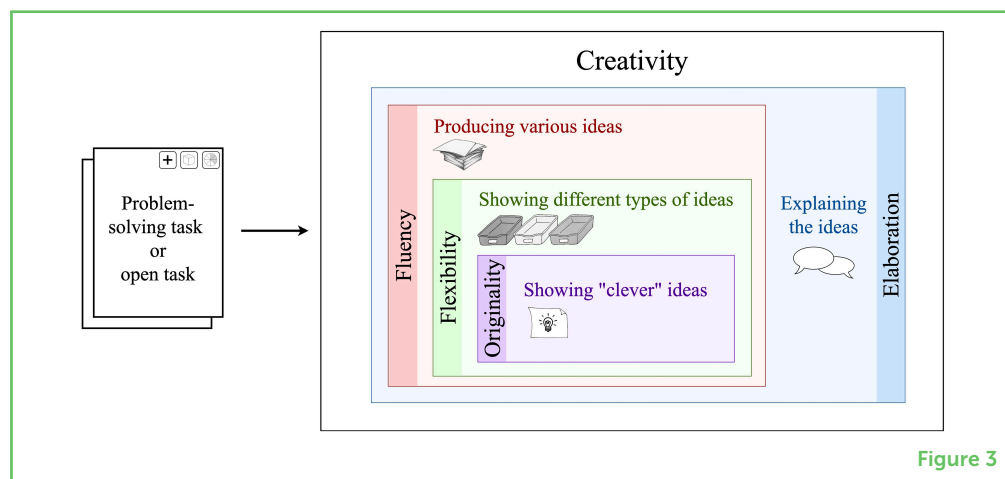 Creativity
Problem-
solving task
or
open task
Fluency
Producing various ideas
Flexibility
Showing different types of ideas
Originality
Showing "clever" ideas
Explaining
the ideas
Elaboration
Figure 3